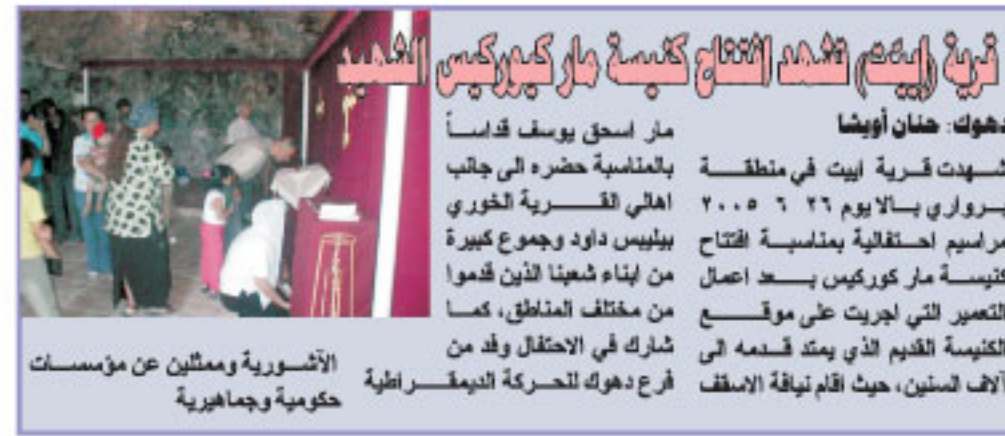 قرية (إييَت) تشهد افتتاح كنيسة مار كيوركيس الشهيد
دهوك: حنان أويشا
شهدت قرية اييت في منطقة
برواري بالا يوم ٢٦ ٦ ٢٠٠٥
مراسيم احتفالية بمناسبة افتتاح
كنيسة مار كوركيس بعد اعمال
التعمير التي اجريت على موقع
الكنيسة القديم الذي يمتد قدمه الى
آلاف السنين، حيث اقام نيافة الاسقف
مار اسحق يوسف قداساً
بالمناسبة حضره الى جانب
اهالي القرية الخوري
بيليبس داود وجموع كبيرة
من ابناء شعبنا الذين قدموا
من مختلف المناطق، كما
شارك في الاحتفال وفد من
فرع دهوك للحركة الديمقراطية
الآشورية وممثلين عن مؤسسات
حكومية وجماهيرية